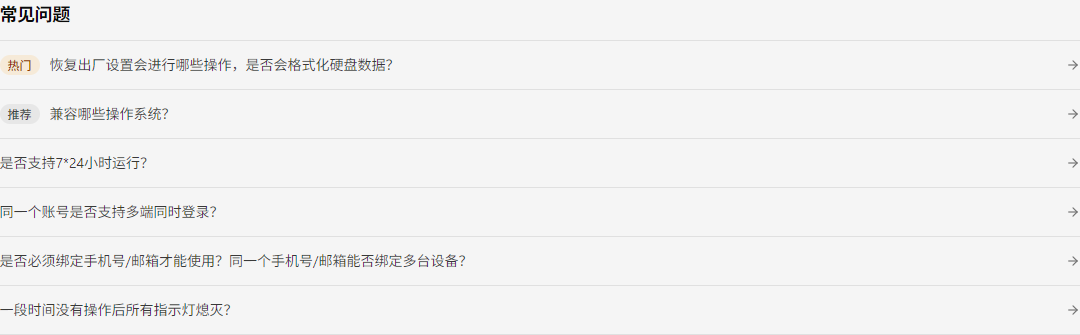 常见问题
热门 恢复出厂设置会进行哪些操作，是否会格式化硬盘数据？
推荐 兼容哪些操作系统？
是否支持7*24小时运行？
同一个账号是否支持多端同时登录？
是否必须绑定手机号/邮箱才能使用？同一个手机号/邮箱能否绑定多台设备？
一段时间没有操作后所有指示灯熄灭？